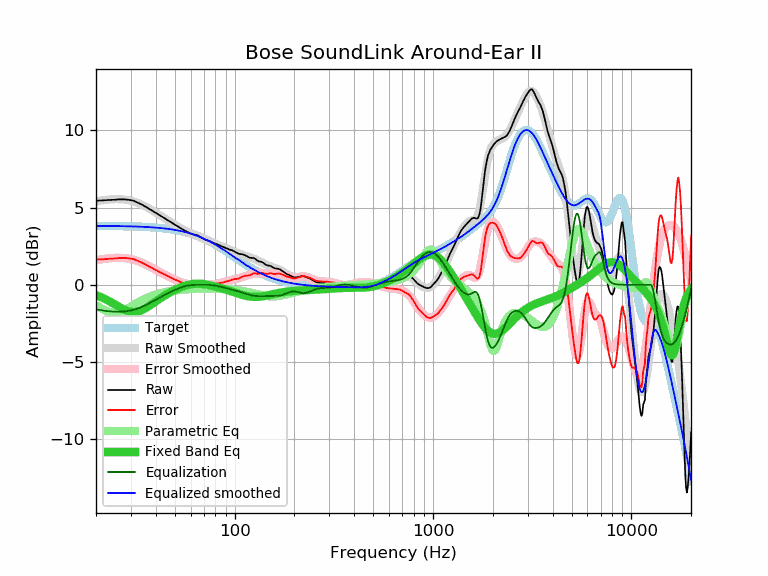 Bose SoundLink Around-Ear II
Amplitude (dBr)
10
5
0
−5
−10
Target
Raw Smoothed
Error Smoothed
Raw
Error
Parametric Eq
Fixed Band Eq
Equalization
Equalized smoothed
100
1000
10000
Frequency (Hz)